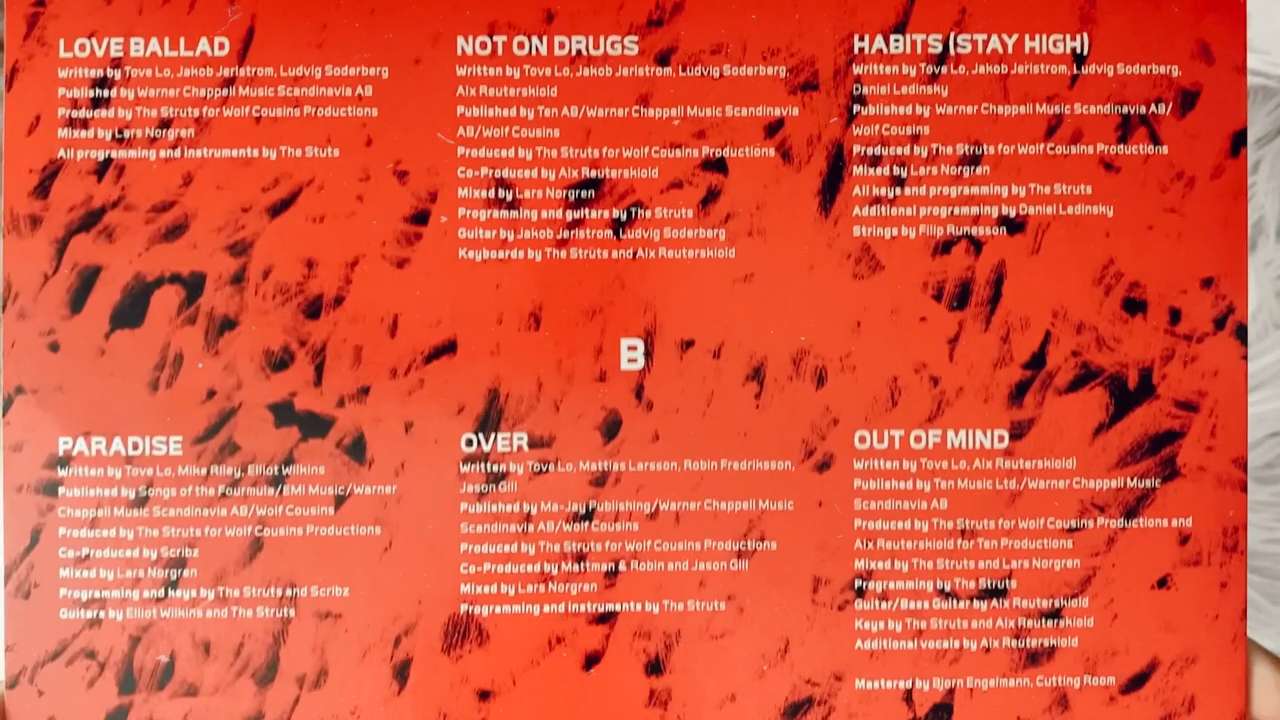 LOVE BALLAD
Written by Tove Lo, Jakob Jerlstrom, Ludvig Soderberg
Published by Warner Chappell Music Scandinavia AB
Produced by The Struts for Wolf Cousins Productions
Mixed by Lars Norgren
All programming and instruments by The Stuts
NOT ON DRUGS
Written by Tove Lo, Jakob Jerlstrom, Ludvig Soderberg,
Alx Reuterskiold
Published by Ten AB/Warner Chappell Music Scandinavia
AB/Wolf Cousins
Produced by The Struts for Wolf Cousins Productions
Co-Produced by Alx Reuterskiold
Mixed by Lars Norgren
Programming and guitars by The Struts
Guitar by Jakob Jerlstrom, Ludvig Soderberg
Keyboards by The Struts and Alx Reuterskiold
HABITS (STAY HIGH)
Written by Tove Lo, Jakob Jerlstrom, Ludvig Soderberg,
Daniel Ledinsky
Published by Warner Chappell Music Scandinavia AB/
Wolf Cousins
Produced by The Struts for Wolf Cousins Productions
Mixed by Lars Norgren
All keys and programming by The Struts
Additional programming by Daniel Ledinsky
Strings by Filip Runesson
B
PARADISE
Written by Tove Lo, Mike Riley, Elliot Wilkins
Published by Songs of the Fourmula/EMI Music/Warner
Chappell Music Scandinavia AB/Wolf Cousins
Produced by The Struts for Wolf Cousins Productions
Co-Produced by Scribz
Mixed by Lars Norgren
Programming and keys by The Struts and Scribz
Guitars by Elliot Wilkins and The Struts
OVER
Written by Tove Lo, Mattias Larsson, Robin Fredriksson,
Jason Gill
Published by Ma-Jay Publishing/Warner Chappell Music
Scandinavia AB/Wolf Cousins
Produced by The Struts for Wolf Cousins Productions
Co-Produced by Mattman & Robin and Jason Gill
Mixed by Lars Norgren
Programming and instruments by The Struts
OUT OF MIND
Written by Tove Lo, Alx Reuterskiold)
Published by Ten Music Ltd./Warner Chappell Music
Scandinavia AB
Produced by The Struts for Wolf Cousins Productions and
Alx Reuterskiold for Ten Productions
Mixed by The Struts and Lars Norgren
Programming by The Struts
Guitar/Bass Guitar by Alx Reuterskiold
Keys by The Struts and Alx Reuterskiold
Additional vocals by Alx Reuterskiold
Mastered by Bjorn Engelmann, Cutting Room